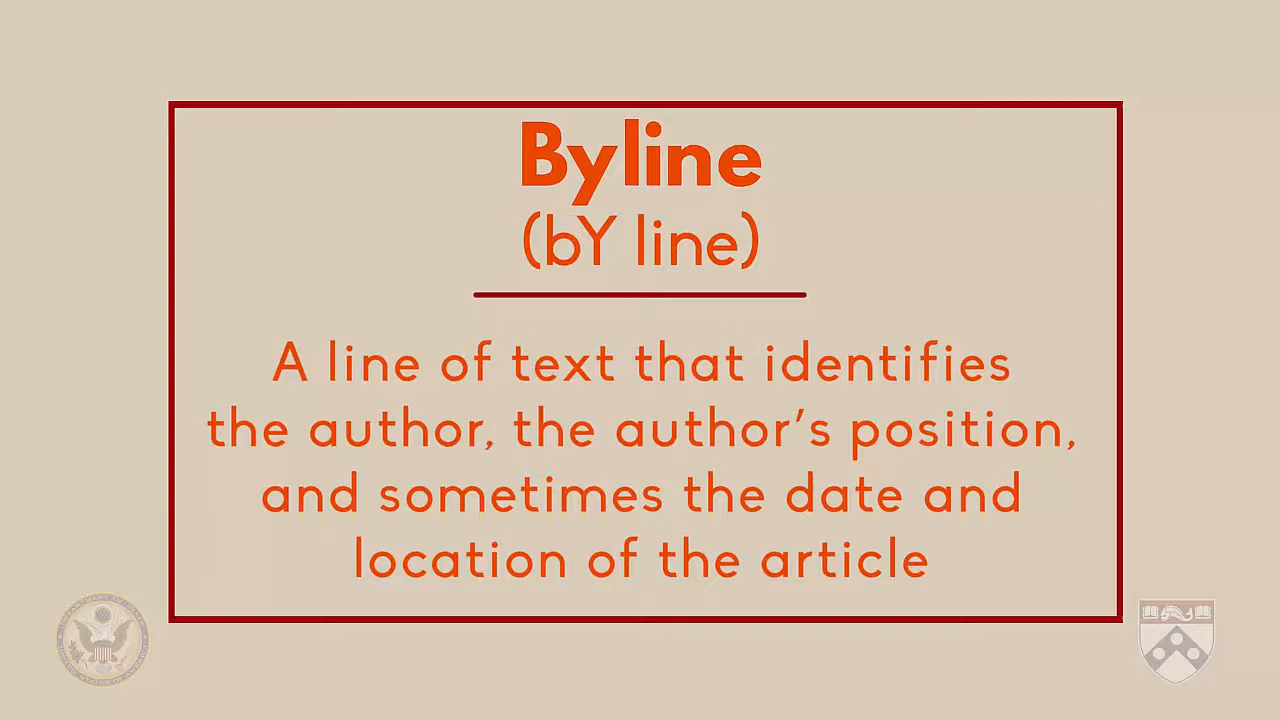 Byline
(bY line)
A line of text that identifies
the author, the author’s position,
and sometimes the date and
location of the article